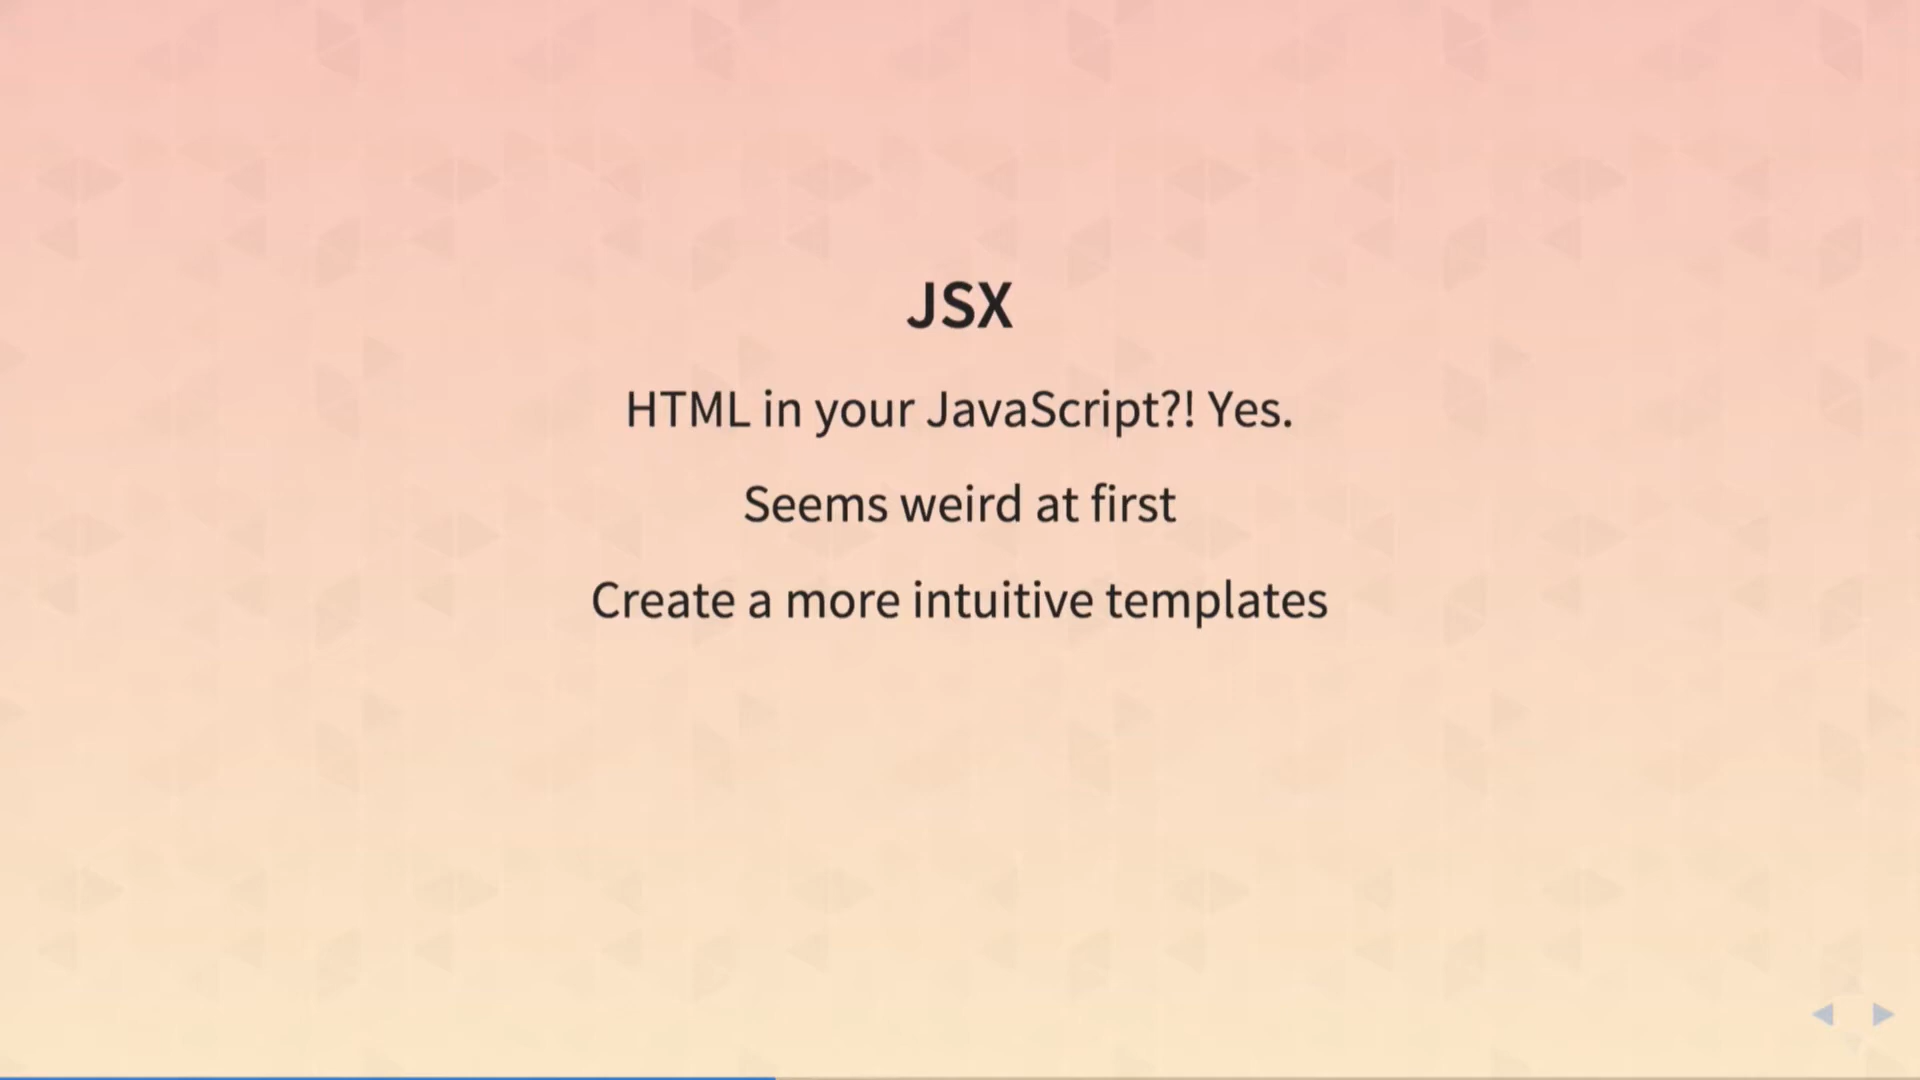 JSX
HTML in your JavaScript?! Yes.
Seems weird at first
Create a more intuitive templates